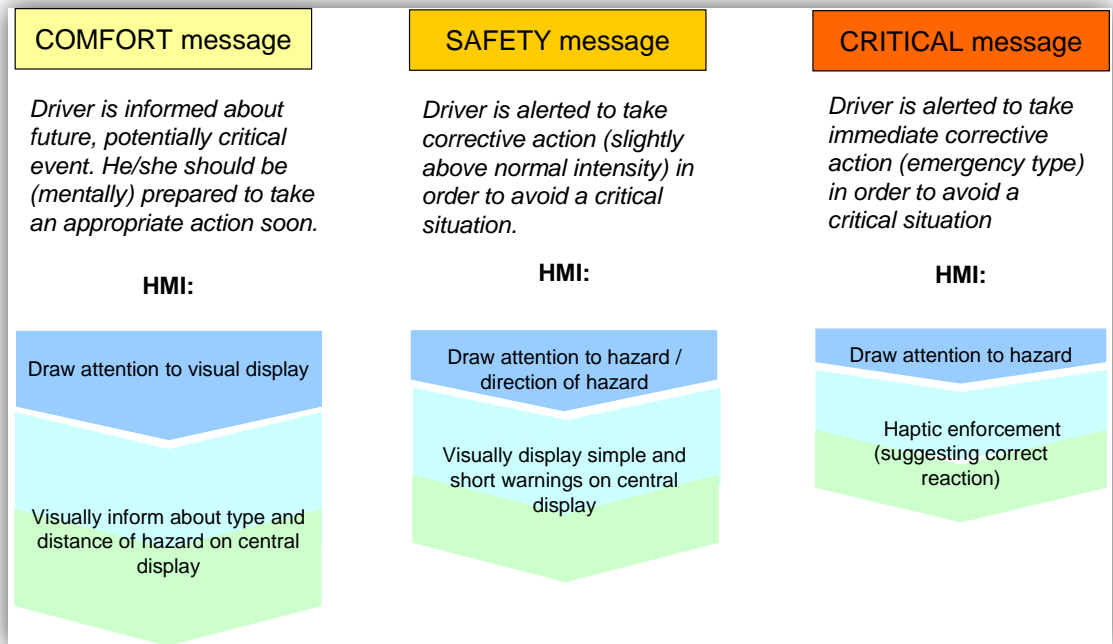 COMFORT message
Driver is informed about
future, potentially critical
event. He/she should be
(mentally) prepared to take
an appropriate action soon.
HMI:
Draw attention to visual display
Visually inform about type and
distance of hazard on central
display
SAFETY message
Driver is alerted to take
corrective action (slightly
above normal intensity) in
order to avoid a critical
situation.
HMI:
Draw attention to hazard /
direction of hazard
Visually display simple and
short warnings on central
display
CRITICAL message
Driver is alerted to take
immediate corrective
action (emergency type)
in order to avoid a
critical situation
HMI:
Draw attention to hazard
Haptic enforcement
(suggesting correct
reaction)